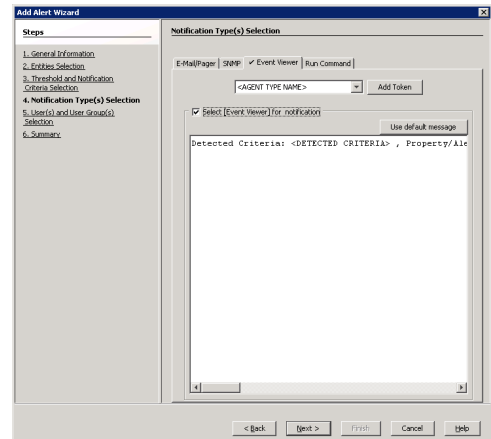 Add Alert Wizard
Steps
1. General Information
2. Entities Selection
3. Threshold and Notification
Criteria Selection
4. Notification Type(s) Selection
5. User(s) and User Group(s)
Selection
6. Summary
Notification Type(s) Selection
E-Mail/Pager SNMP ✔ Event Viewer Run Command
<AGENT TYPE NAME> Add Token
Select [Event Viewer] for notification
Use default message
Detected Criteria: <DETECTED CRITERIA> , Property/Ale
< Back Next > Finish Cancel Help